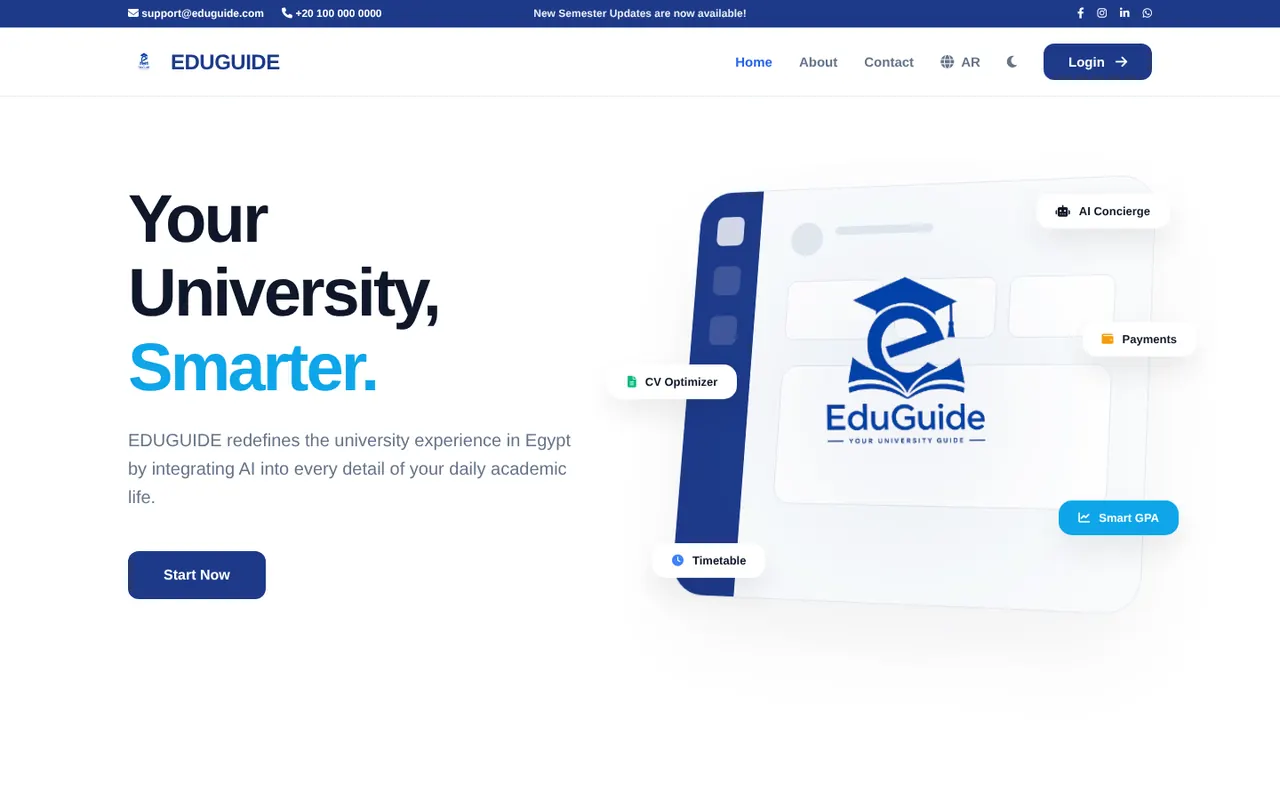 support@eduguide.com
+20 100 000 0000
New Semester Updates are now available!
EDUGUIDE
Home
About
Contact
AR
Login
Your
University,
Smarter.
EDUGUIDE redefines the university experience in Egypt
by integrating AI into every detail of your daily academic
life.
Start Now
AI Concierge
Payments
CV Optimizer
EduGuide
YOUR UNIVERSITY GUIDE
Smart GPA
Timetable